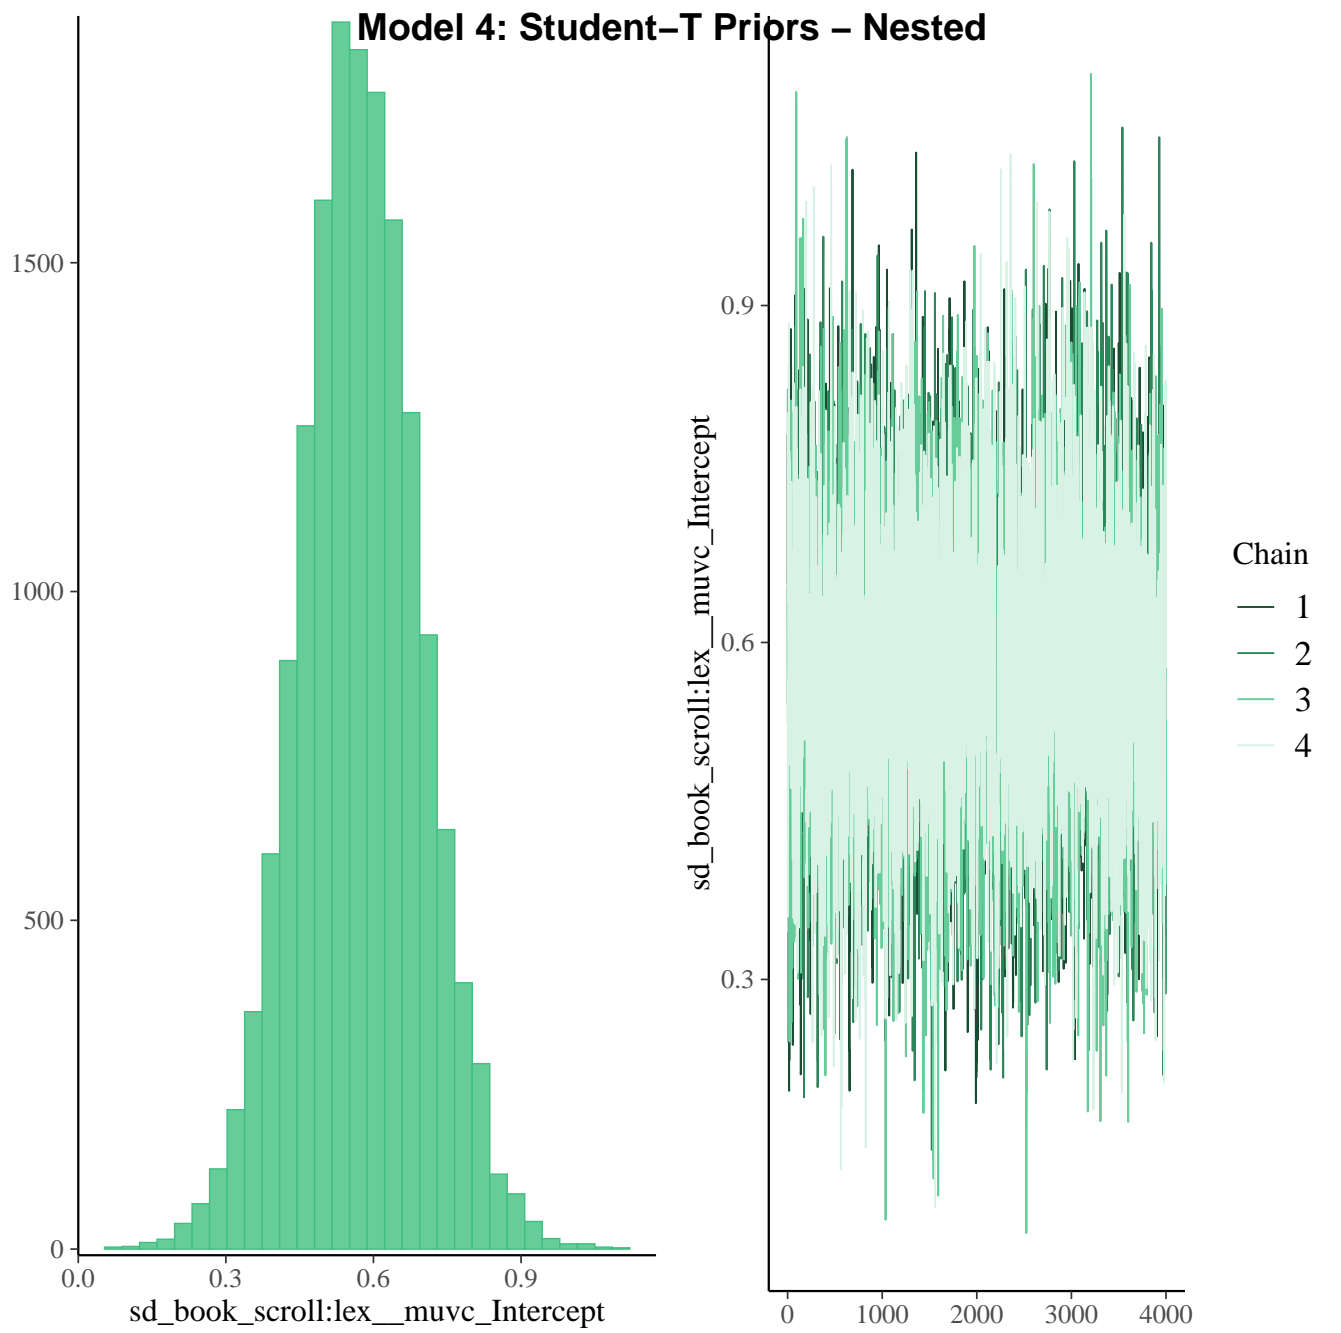 Model 4: Student−T Priors − Nested
1500
1000
500
0
0.0 0.3 0.6 0.9
sd_book_scroll:lex__muvc_Intercept
sd_book_scroll:lex__muvc_Intercept
0.9
0.6
0.3
0 1000 2000 3000 4000
Chain
1
2
3
4